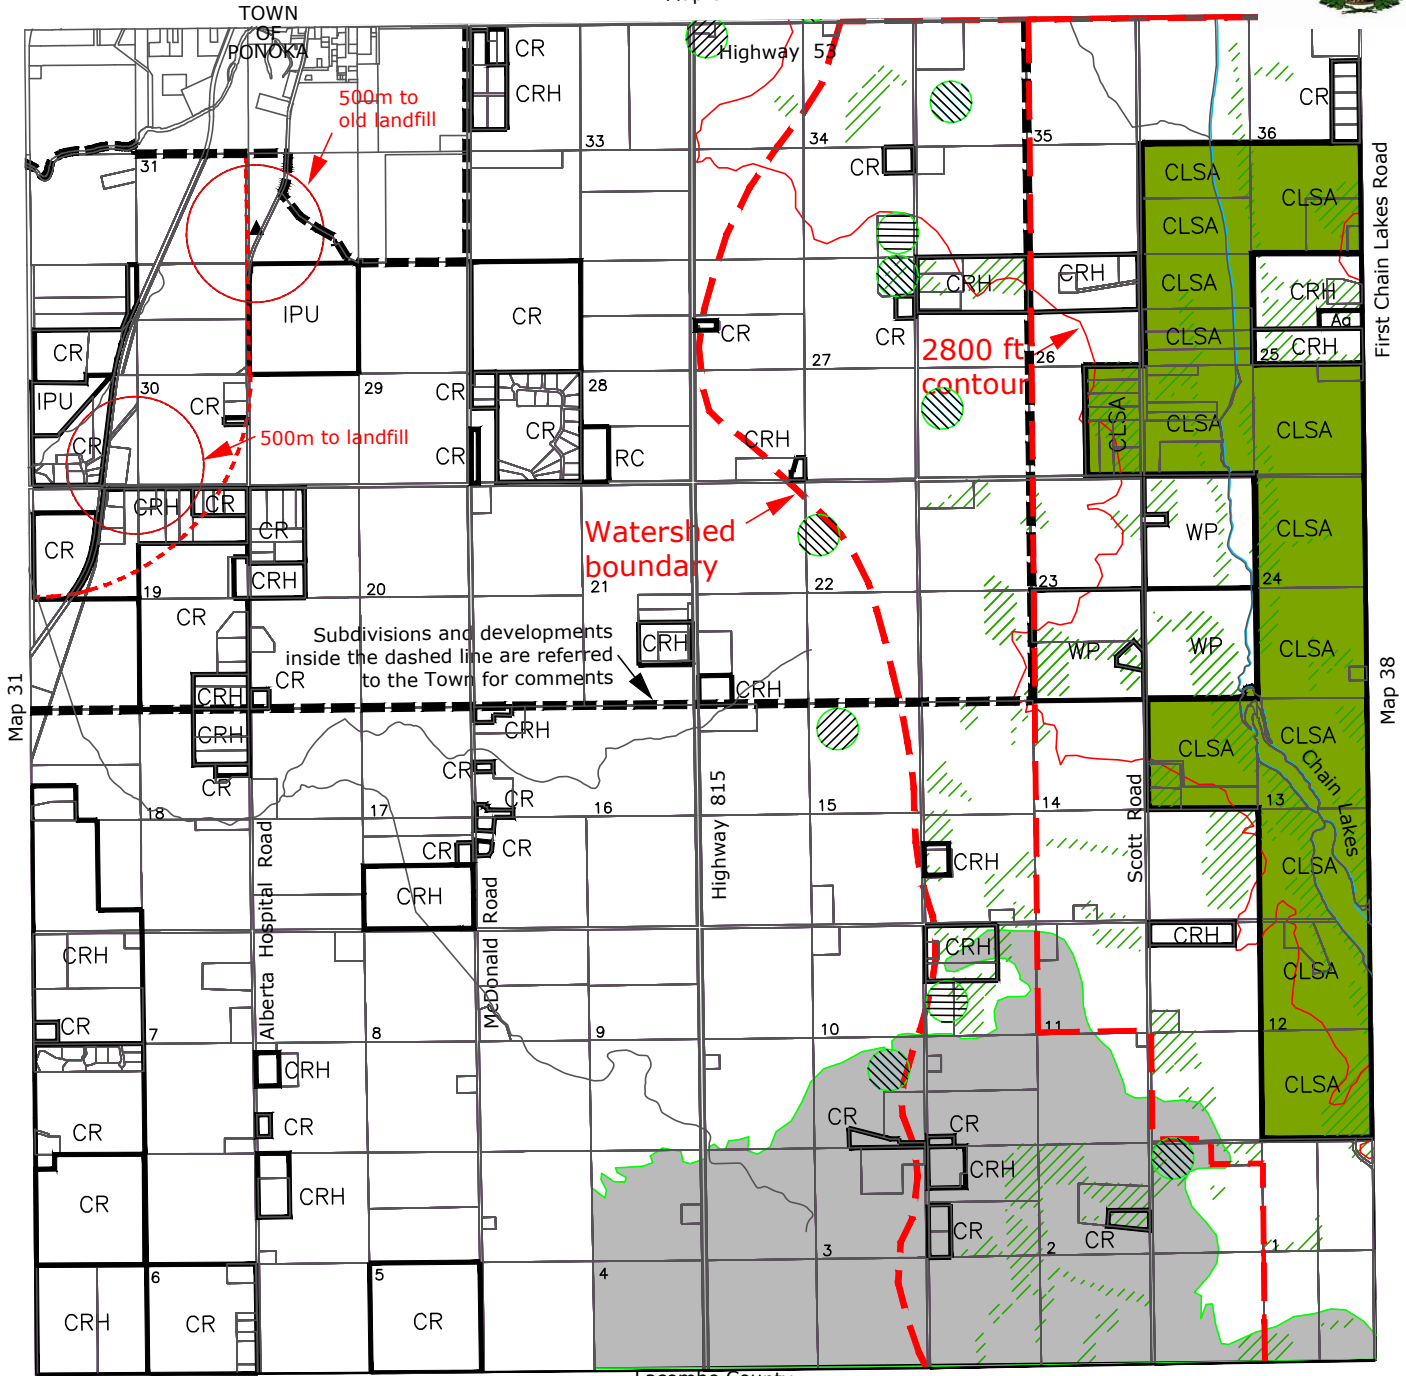 TOWN
OF
PONOKA
Highway 53
CR
CRH
CR
500m to
old landfill
31
33
34
35
36
CR
CLSA
CLSA
CLSA
First Chain Lakes Road
IPU
CR
CR
CRH
CRH
CLSA
CRH
CR
CLSA
Ag
CR
2800 ft
contour
27
26
25
CRH
CR
IPU
30
CR
29
CR
28
CR
CR
500m to landfill
CR
RC
CRH
CLSA
CLSA
CLSA
CRH
CR
CR
CR
Watershed
boundary
WP
CLSA
CRH
19
20
21
22
23
24
CR
Subdivisions and developments
inside the dashed line are referred
to the Town for comments
CRH
WP
WP
CLSA
Map 31
Map 38
CRH
CR
CRH
CRH
CRH
CLSA
CLSA
CR
CR
CR
Highway 815
Scott Road
Chain Lakes
18
17
16
15
14
13
Alberta Hospital Road
CR
CR
CRH
CRH
CLSA
McDonald Road
CRH
CRH
CRH
CLSA
CR
7
8
9
10
11
12
CRH
CLSA
CR
CR
CR
CR
CR
CRH
CRH
CR
CR
3
2
1
6
5
4
CRH
CR
CR